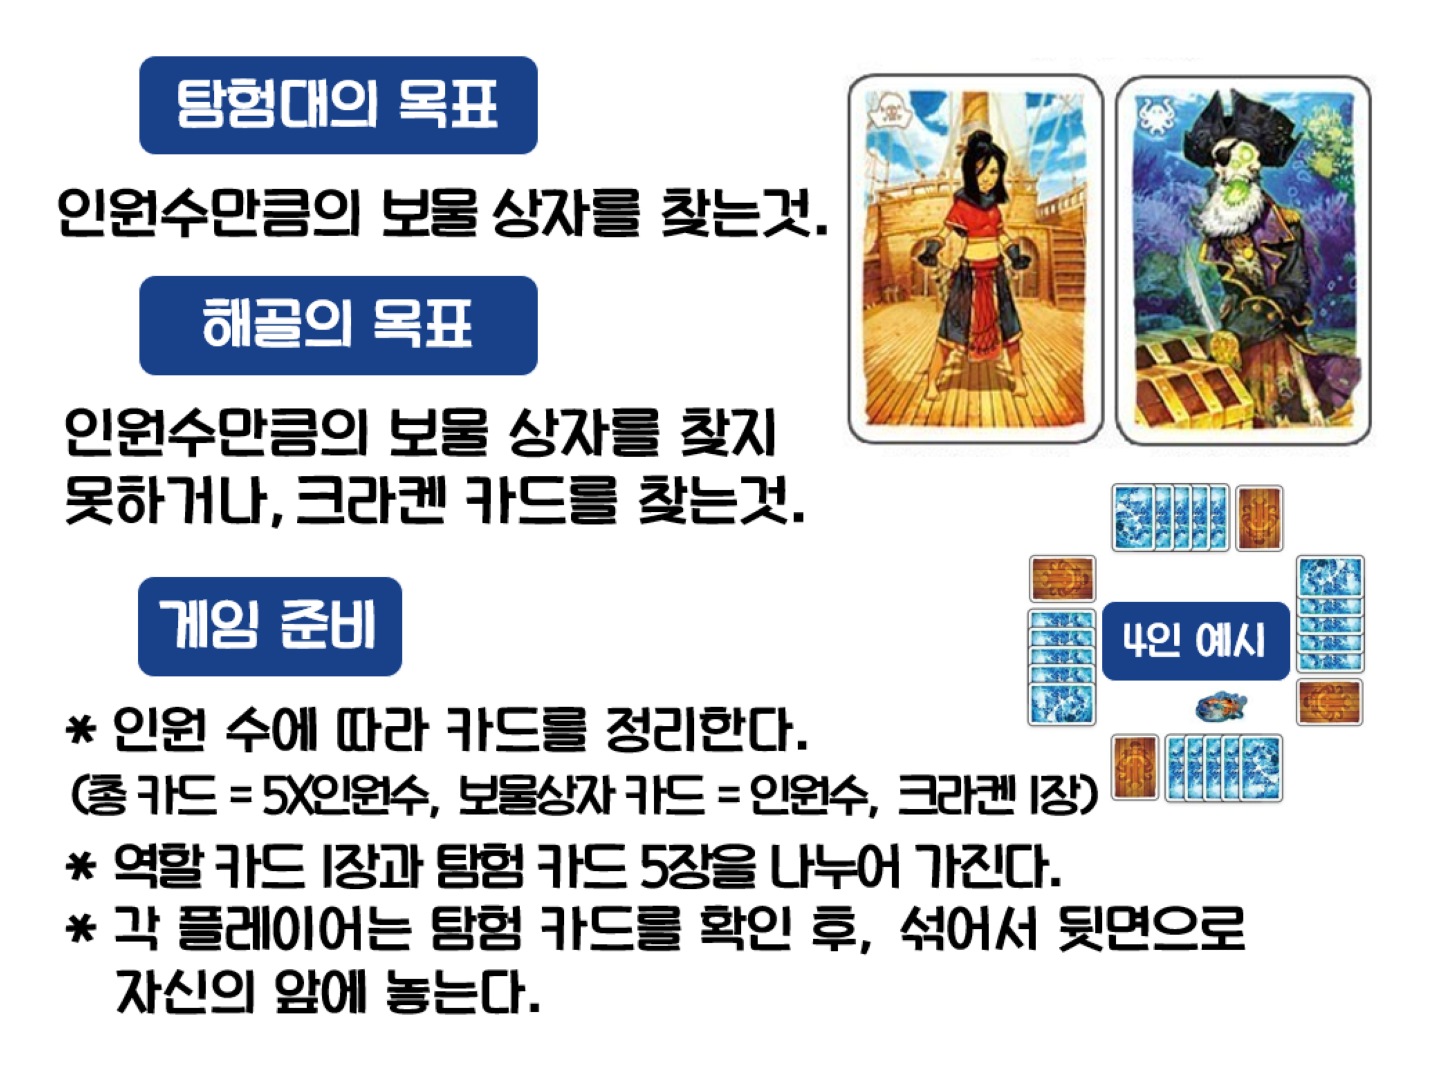 탐험대의 목표
인원수만큼의 보물 상자를 찾는것.
해골의 목표
인원수만큼의 보물 상자를 찾지
못하거나, 크라켄 카드를 찾는것.
게임 준비
4인 예시
* 인원 수에 따라 카드를 정리한다.
(총 카드 = 5X인원수, 보물상자 카드 = 인원수, 크라켄 1장)
* 역할 카드 1장과 탐험 카드 5장을 나누어 가진다.
* 각 플레이어는 탐험 카드를 확인 후, 섞어서 뒷면으로
자신의 앞에 놓는다.